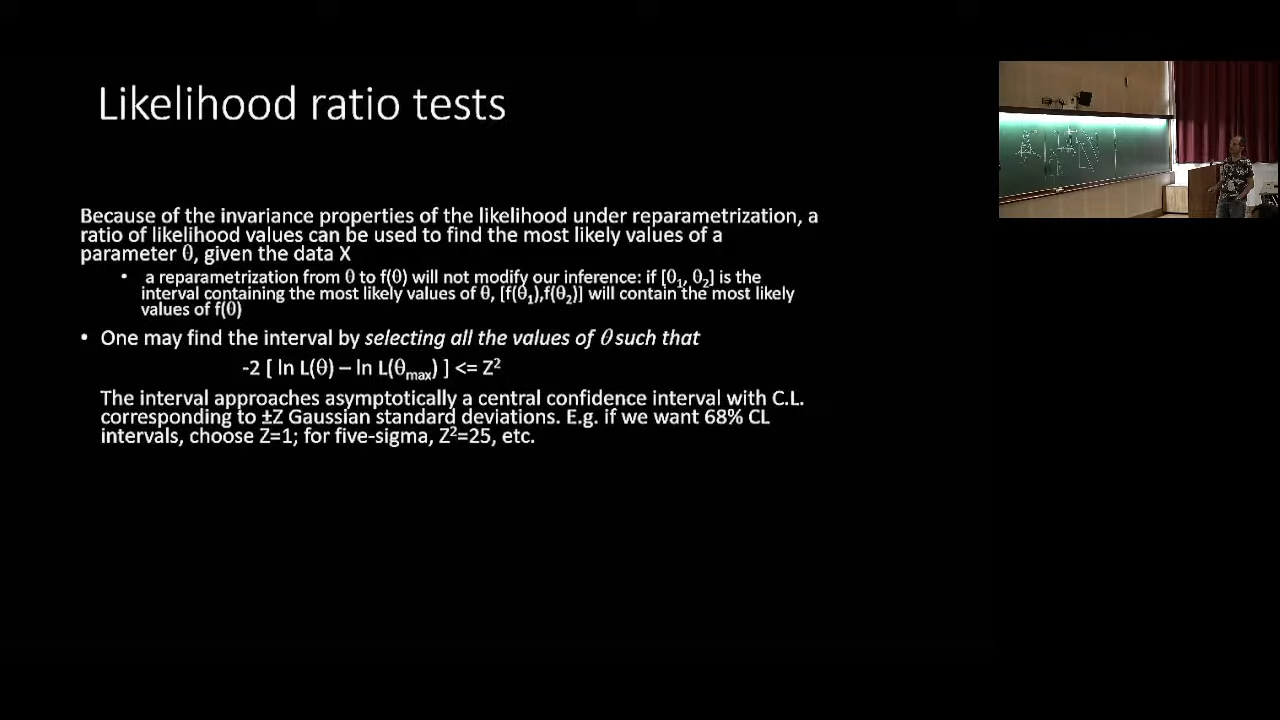 Likelihood ratio tests
Because of the invariance properties of the likelihood under reparametrization, a
ratio of likelihood values can be used to find the most likely values of a
parameter θ, given the data X
• a reparametrization from θ to f(θ) will not modify our inference: if [θ₁, θ₂] is the
interval containing the most likely values of θ, [f(θ₁),f(θ₂)] will contain the most likely
values of f(θ)
• One may find the interval by selecting all the values of θ such that
-2 [ ln L(θ) – ln L(θmax) ] <= Z²
The interval approaches asymptotically a central confidence interval with C.L.
corresponding to ±Z Gaussian standard deviations. E.g. if we want 68% CL
intervals, choose Z=1; for five-sigma, Z²=25, etc.